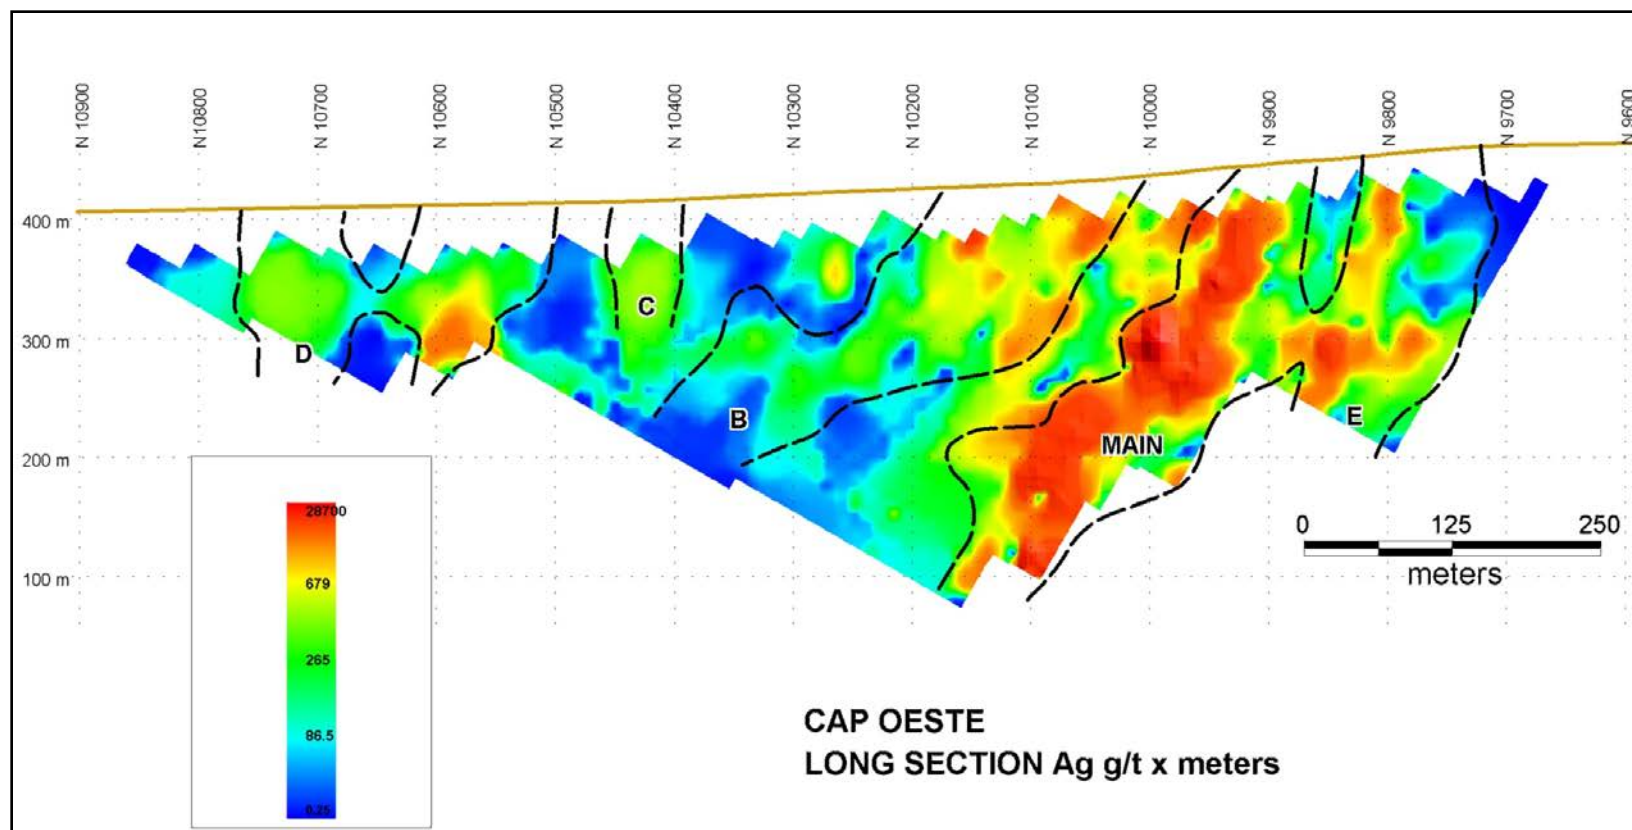 N 10900
N10800
N 10700
N 10600
N 10500
N 10400
N 10300
N 10200
N 10100
N 10000
N 9900
N 9800
N 9700
N 9600
400 m
300 m
200 m
100 m
D
C
B
MAIN
E
28700
679
265
86.5
0.25
0 125 250
meters
CAP OESTE
LONG SECTION Ag g/t x meters